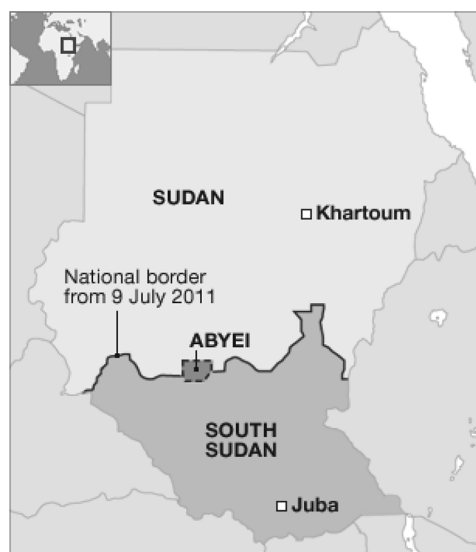 SUDAN
Khartoum
National border
from 9 July 2011
ABYEI
SOUTH
SUDAN
Juba